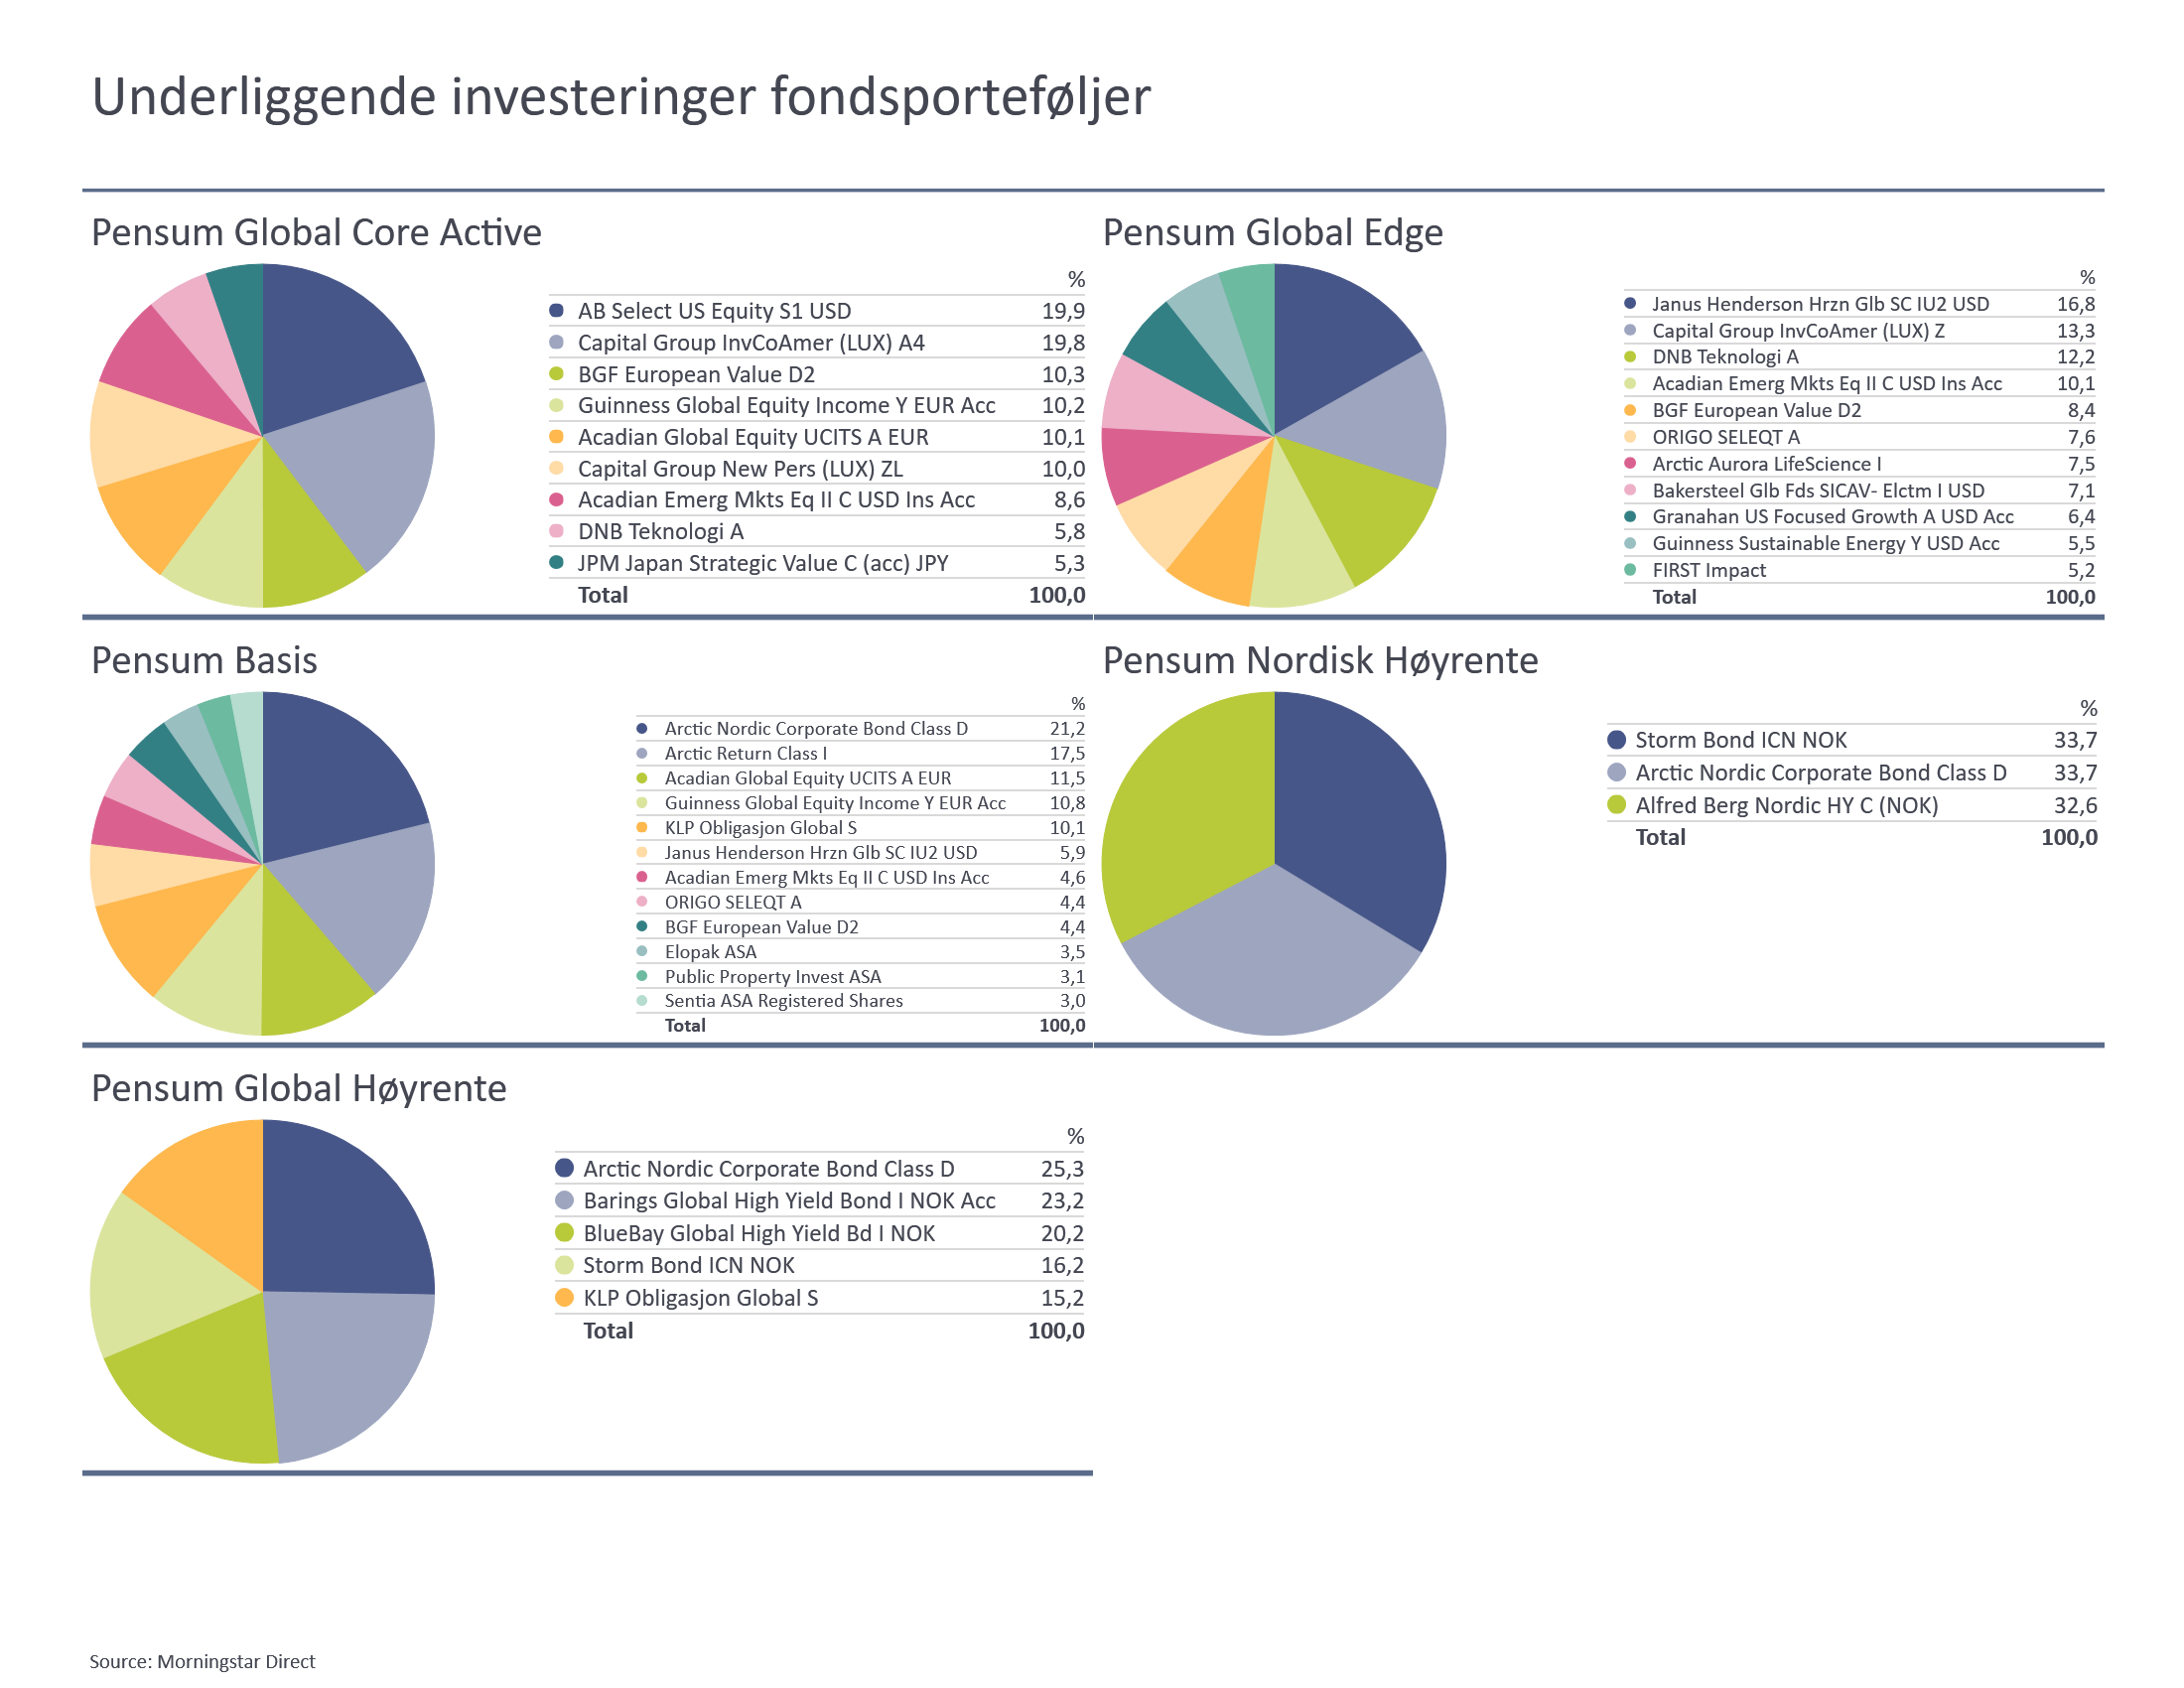 Underliggende investeringer fondsporteføljer
Pensum Global Core Active
%
AB Select US Equity S1 USD 19,9
Capital Group InvCoAmer (LUX) A4 19,8
BGF European Value D2 10,3
Guinness Global Equity Income Y EUR Acc 10,2
Acadian Global Equity UCITS A EUR 10,1
Capital Group New Pers (LUX) ZL 10,0
Acadian Emerg Mkts Eq II C USD Ins Acc 8,6
DNB Teknologi A 5,8
JPM Japan Strategic Value C (acc) JPY 5,3
Total 100,0
Pensum Global Edge
%
Janus Henderson Hrzn Glb SC IU2 USD 16,8
Capital Group InvCoAmer (LUX) Z 13,3
DNB Teknologi A 12,2
Acadian Emerg Mkts Eq II C USD Ins Acc 10,1
BGF European Value D2 8,4
ORIGO SELEQT A 7,6
Arctic Aurora LifeScience I 7,5
Bakersteel Glb Fds SICAV- Elctm I USD 7,1
Granahan US Focused Growth A USD Acc 6,4
Guinness Sustainable Energy Y USD Acc 5,5
FIRST Impact 5,2
Total 100,0
Pensum Basis
%
Arctic Nordic Corporate Bond Class D 21,2
Arctic Return Class I 17,5
Acadian Global Equity UCITS A EUR 11,5
Guinness Global Equity Income Y EUR Acc 10,8
KLP Obligasjon Global S 10,1
Janus Henderson Hrzn Glb SC IU2 USD 5,9
Acadian Emerg Mkts Eq II C USD Ins Acc 4,6
ORIGO SELEQT A 4,4
BGF European Value D2 4,4
Elopak ASA 3,5
Public Property Invest ASA 3,1
Sentia ASA Registered Shares 3,0
Total 100,0
Pensum Nordisk Høyrente
%
Storm Bond ICN NOK 33,7
Arctic Nordic Corporate Bond Class D 33,7
Alfred Berg Nordic HY C (NOK) 32,6
Total 100,0
Pensum Global Høyrente
%
Arctic Nordic Corporate Bond Class D 25,3
Barings Global High Yield Bond I NOK Acc 23,2
BlueBay Global High Yield Bd I NOK 20,2
Storm Bond ICN NOK 16,2
KLP Obligasjon Global S 15,2
Total 100,0
Source: Morningstar Direct